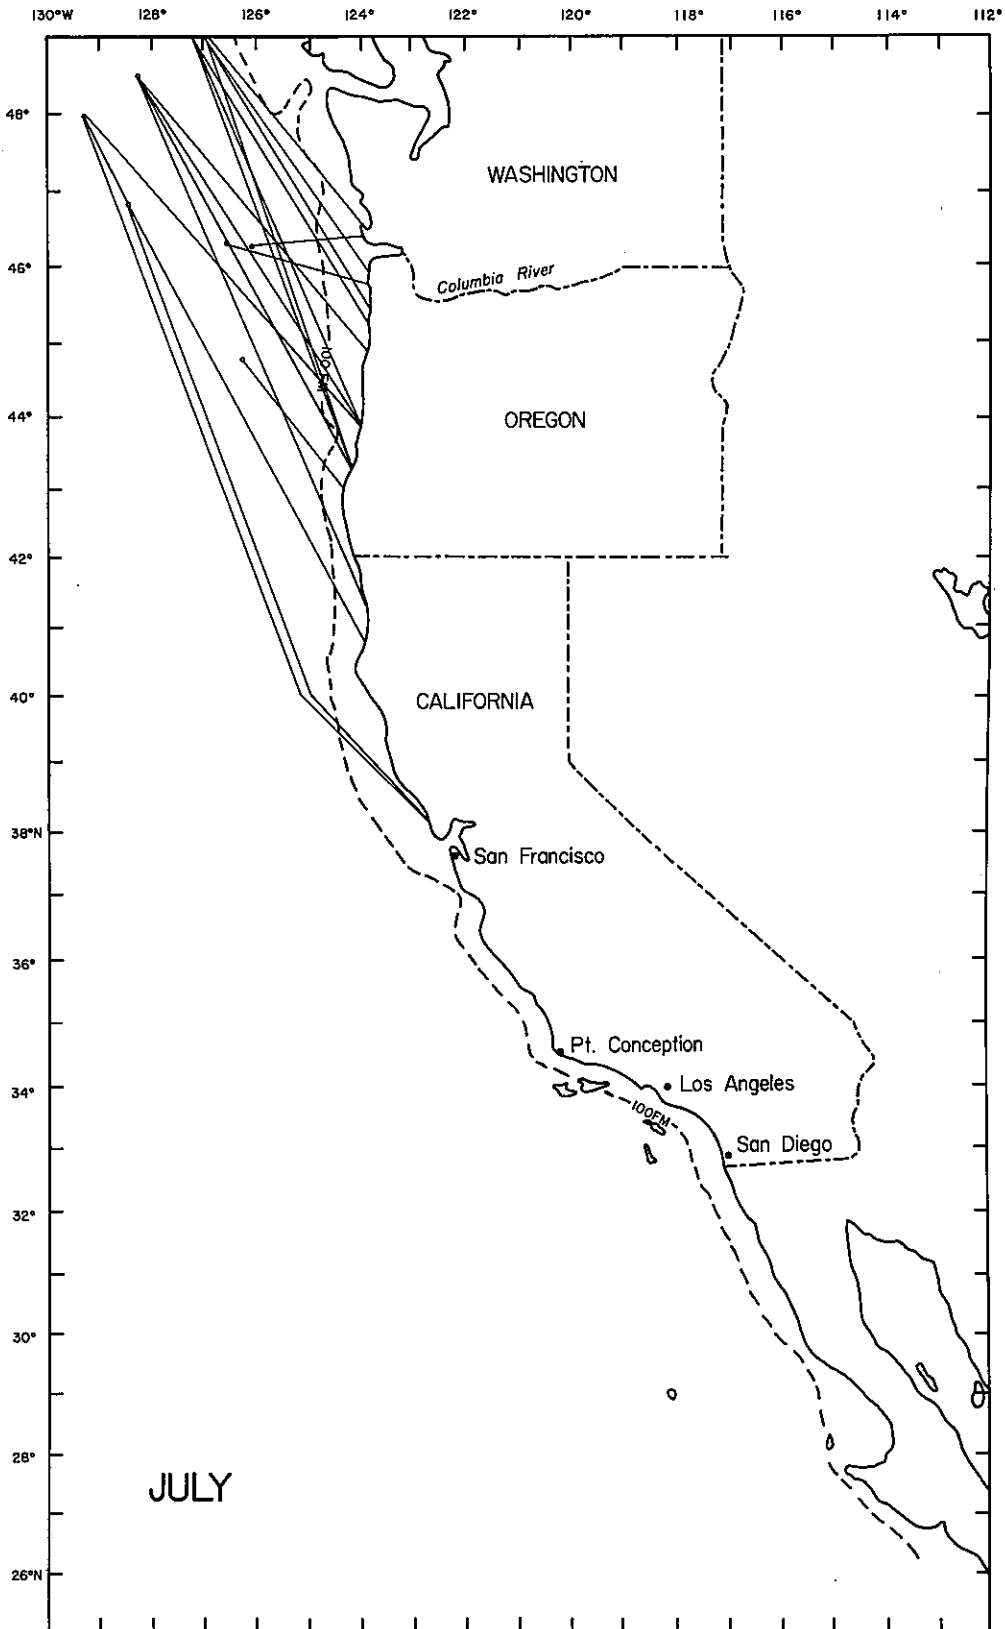 130°W 128° 126° 124° 122° 120° 118° 116° 114° 112°
48°
WASHINGTON
46°
Columbia River
100FM
44°
OREGON
42°
40°
CALIFORNIA
38°N
San Francisco
36°
Pt. Conception
34°
Los Angeles
100FM
San Diego
32°
30°
28°
JULY
26°N